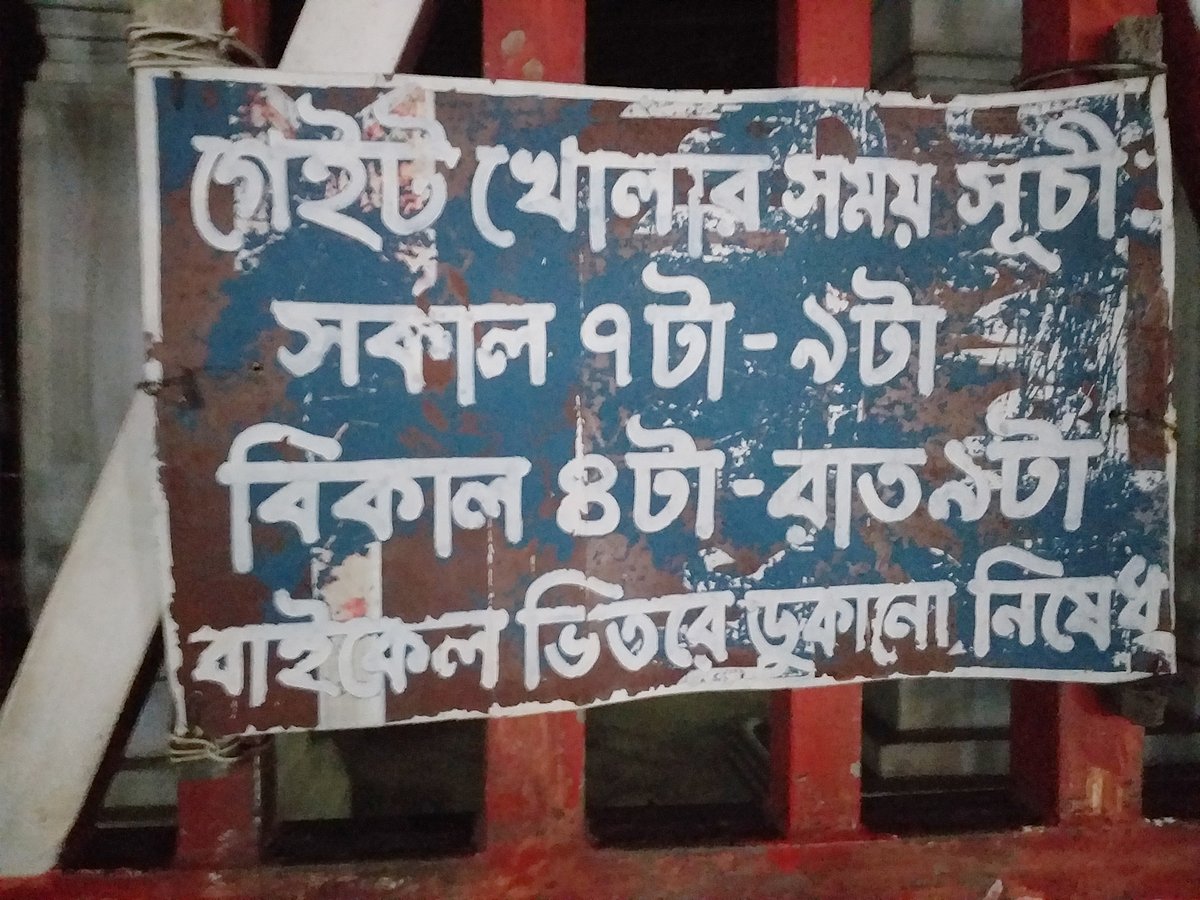 গেইট খোলার সময় সূচী:
সকাল ৭টা - ৯টা
বিকাল ৪টা - রাত ৯টা
বাইকেল ভিতরে ডুকানো নিষেধ